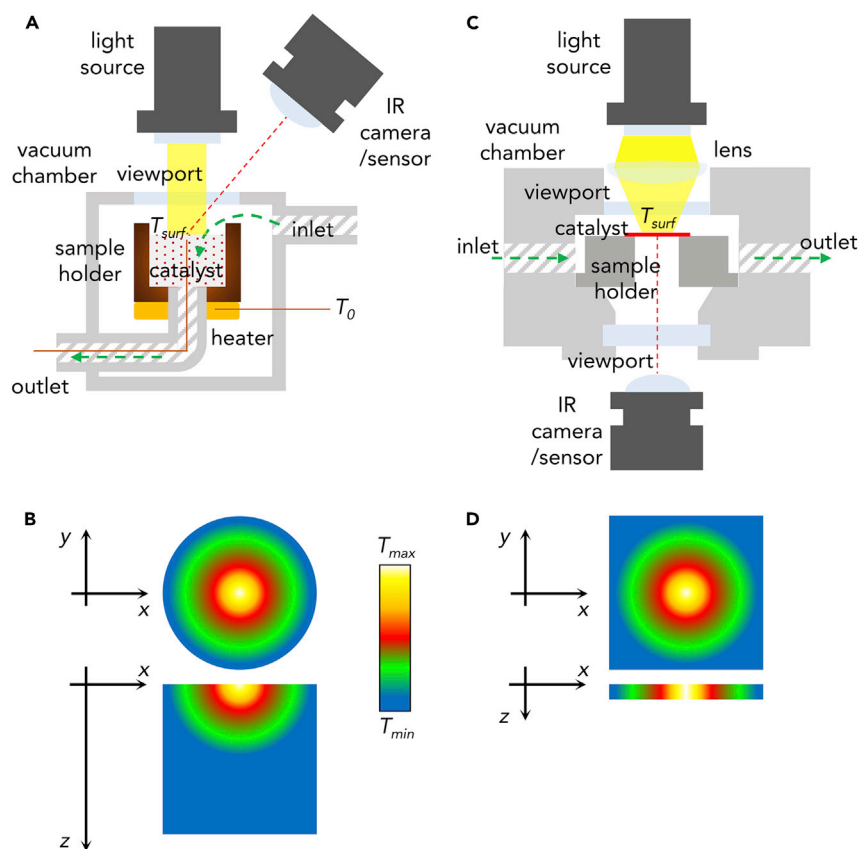 A
light
source
IR
camera
/sensor
vacuum
chamber
viewport
T_surf
inlet
sample
holder
catalyst
T_0
heater
outlet
C
light
source
vacuum
chamber
lens
viewport
catalyst
T_surf
inlet
outlet
sample
holder
viewport
IR
camera
/sensor
B
y
x
x
z
T_max
T_min
D
y
x
x
z